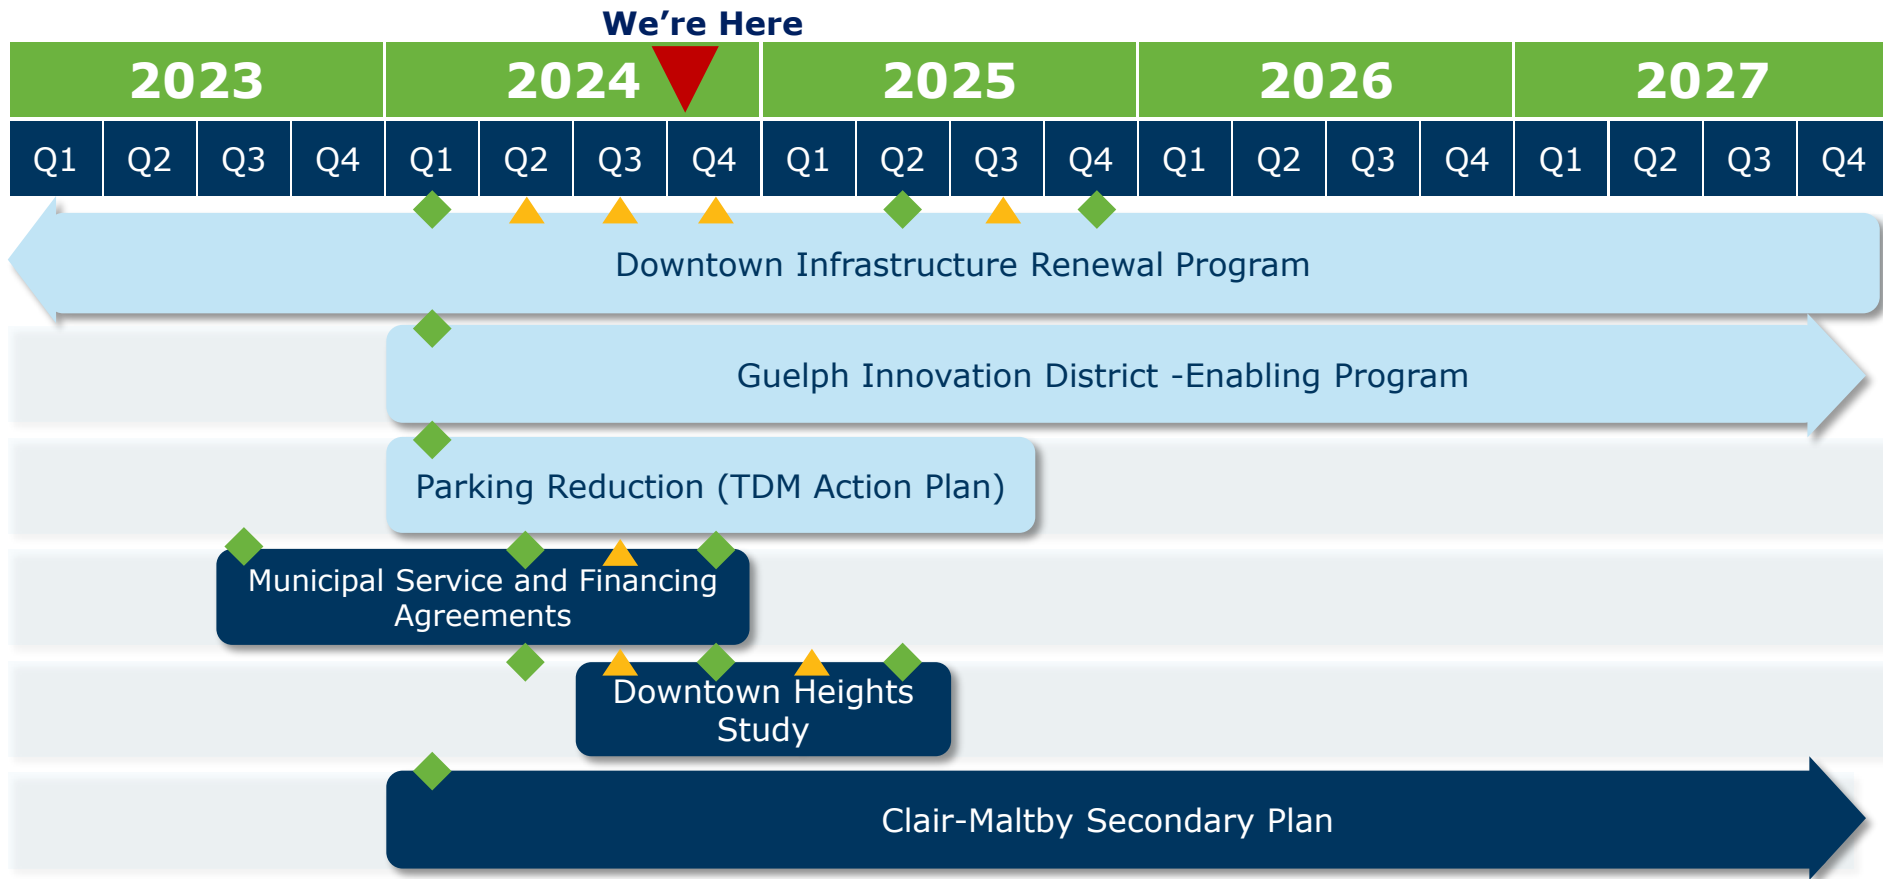 We’re Here
2023 2024 2025 2026 2027
Q1 Q2 Q3 Q4 Q1 Q2 Q3 Q4 Q1 Q2 Q3 Q4 Q1 Q2 Q3 Q4 Q1 Q2 Q3 Q4
Downtown Infrastructure Renewal Program
Guelph Innovation District -Enabling Program
Parking Reduction (TDM Action Plan)
Municipal Service and Financing
Agreements
Downtown Heights
Study
Clair-Maltby Secondary Plan